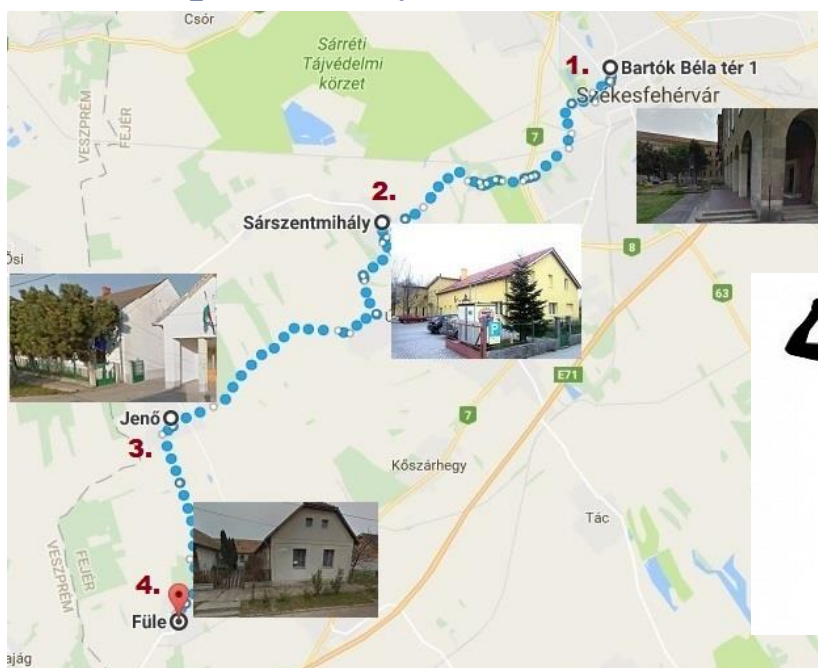 Csór
Sárréti
Tájvédelmi
körzet
1.
Bartók Béla tér 1
Székesfehérvár
VESZPRÉM
FEJÉR
7
2.
Sárszentmihály
Ősi
8
63
P
E71
7
Jenő
3.
Kőszárhegy
Tác
FEJÉR
VESZPRÉM
4.
Füle
ajág